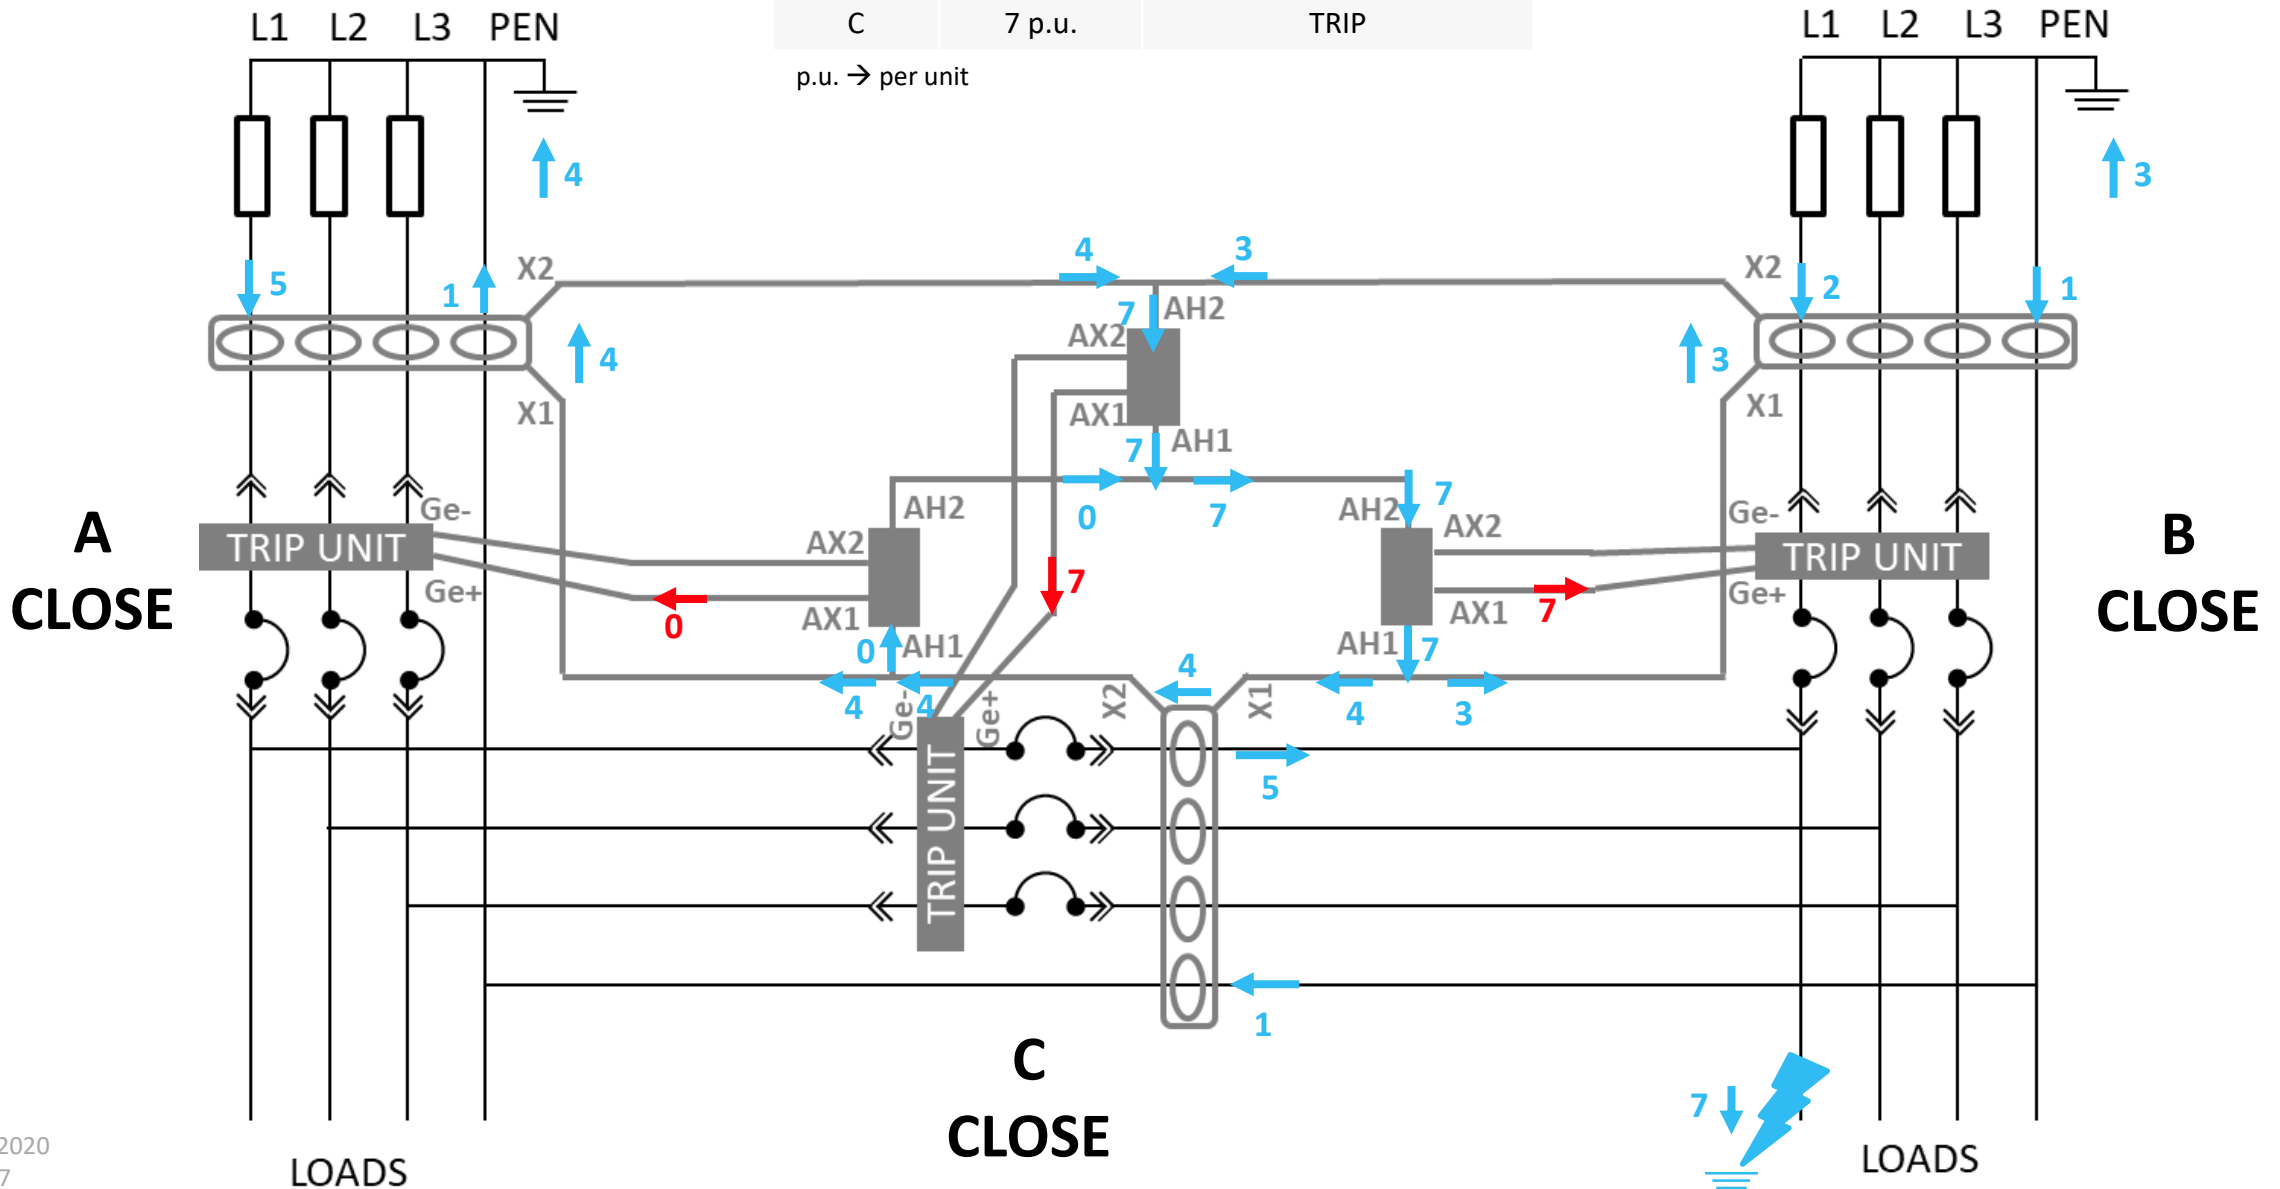 L1 L2 L3 PEN
C 7 p.u. TRIP
L1 L2 L3 PEN
p.u. → per unit
4
3
4 3
X2
X2
5
1
2
1
7
AH2
AX2
4
3
X1
AX1
X1
7
AH1
Ge-
AH2
0
7
AH2
7
AX2
Ge-
A
CLOSE
TRIP UNIT
AX2
TRIP UNIT
B
CLOSE
Ge+
AX1
0
7
7
AX1
Ge+
0
AH1
AH1
7
4
4
4
4
3
Ge-
Ge+
X2
X1
TRIP UNIT
5
1
C
CLOSE
7
2020
7
LOADS
LOADS